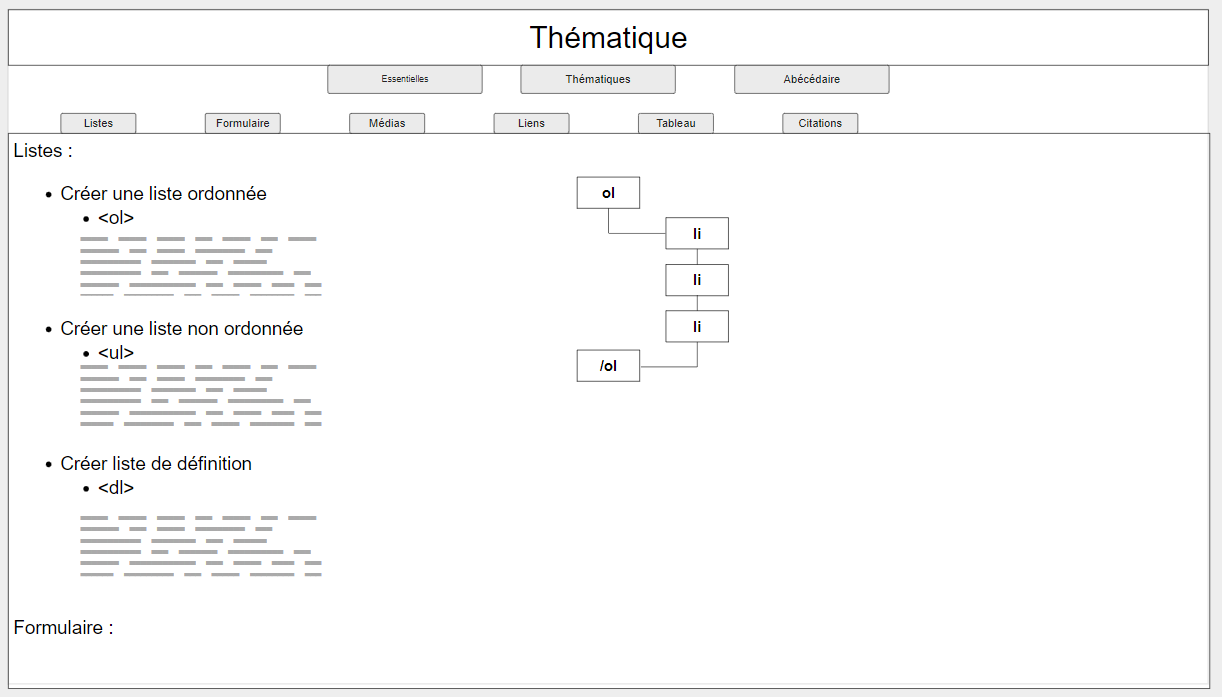 Thématique
Essentielles
Thématiques
Abécédaire
Listes
Formulaire
Médias
Liens
Tableau
Citations
Listes :
Créer une liste ordonnée
<ol>
Créer une liste non ordonnée
<ul>
Créer liste de définition
<dl>
ol
li
li
li
/ol
Formulaire :